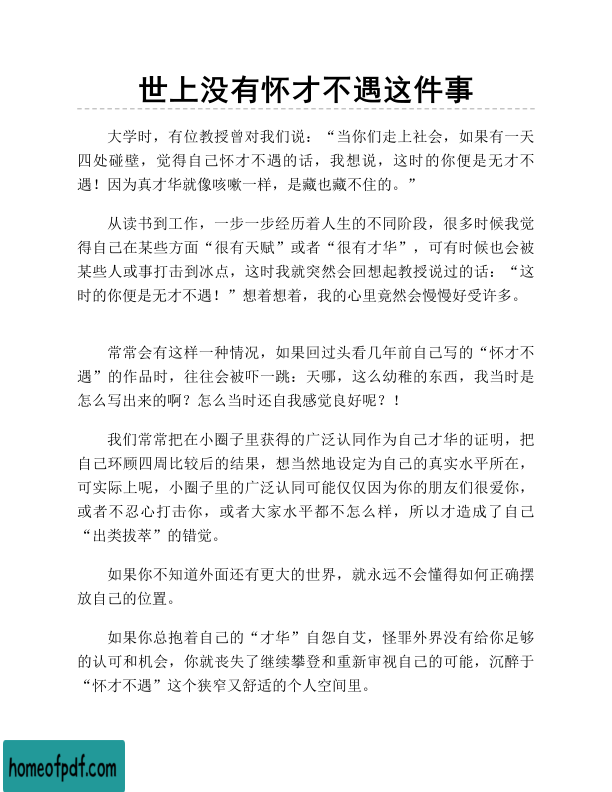 世上没有怀才不遇这件事
大学时，有位教授曾对我们说：“当你们走上社会，如果有一天
四处碰壁，觉得自己怀才不遇的话，我想说，这时的你便是无才不
遇！因为真才华就像咳嗽一样，是藏也藏不住的。”
从读书到工作，一步一步经历着人生的不同阶段，很多时候我觉
得自己在某些方面“很有天赋”或者“很有才华”，可有时候也会被
某些人或事打击到冰点，这时我就突然会回想起教授说过的话：“这
时的你便是无才不遇！”想着想着，我的心里竟然会慢慢好受许多。
常常会有这样一种情况，如果回过头看几年前自己写的“怀才不
遇”的作品时，往往会被吓一跳：天哪，这么幼稚的东西，我当时是
怎么写出来的啊？怎么当时还自我感觉良好呢？！
我们常常把在小圈子里获得的广泛认同作为自己才华的证明，把
自己环顾四周比较后的结果，想当然地设定为自己的真实水平所在，
可实际上呢，小圈子里的广泛认同可能仅仅因为你的朋友们很爱你，
或者不忍心打击你，或者大家水平都不怎么样，所以才造成了自己
“出类拔萃”的错觉。
如果你不知道外面还有更大的世界，就永远不会懂得如何正确摆
放自己的位置。
如果你总抱着自己的“才华”自怨自艾，怪罪外界没有给你足够
的认可和机会，你就丧失了继续攀登和重新审视自己的可能，沉醉于
“怀才不遇”这个狭窄又舒适的个人空间里。
homeofpdf.com